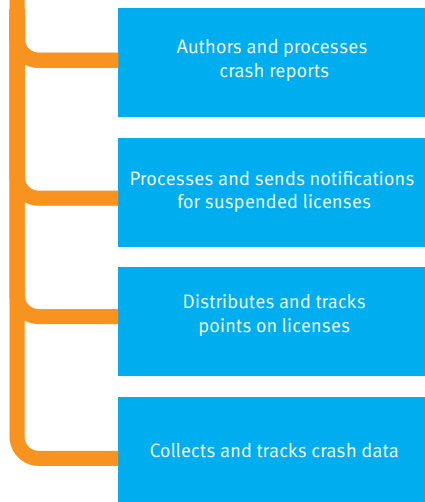 Authors and processes
crash reports
Processes and sends notifications
for suspended licenses
Distributes and tracks
points on licenses
Collects and tracks crash data